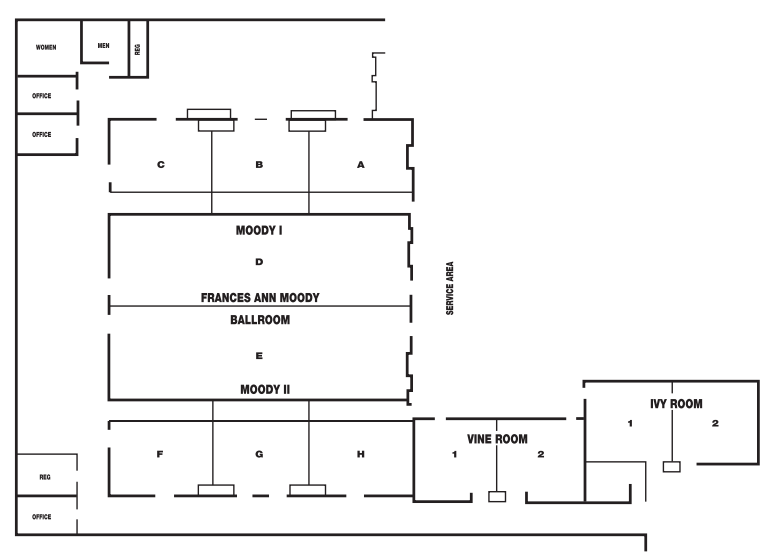 WOMEN
MEN
REG
OFFICE
OFFICE
C
B
A
MOODY I
D
FRANCES ANN MOODY
BALLROOM
E
MOODY II
SERVICE AREA
F
G
H
VINE ROOM
1
2
IVY ROOM
1
2
REG
OFFICE